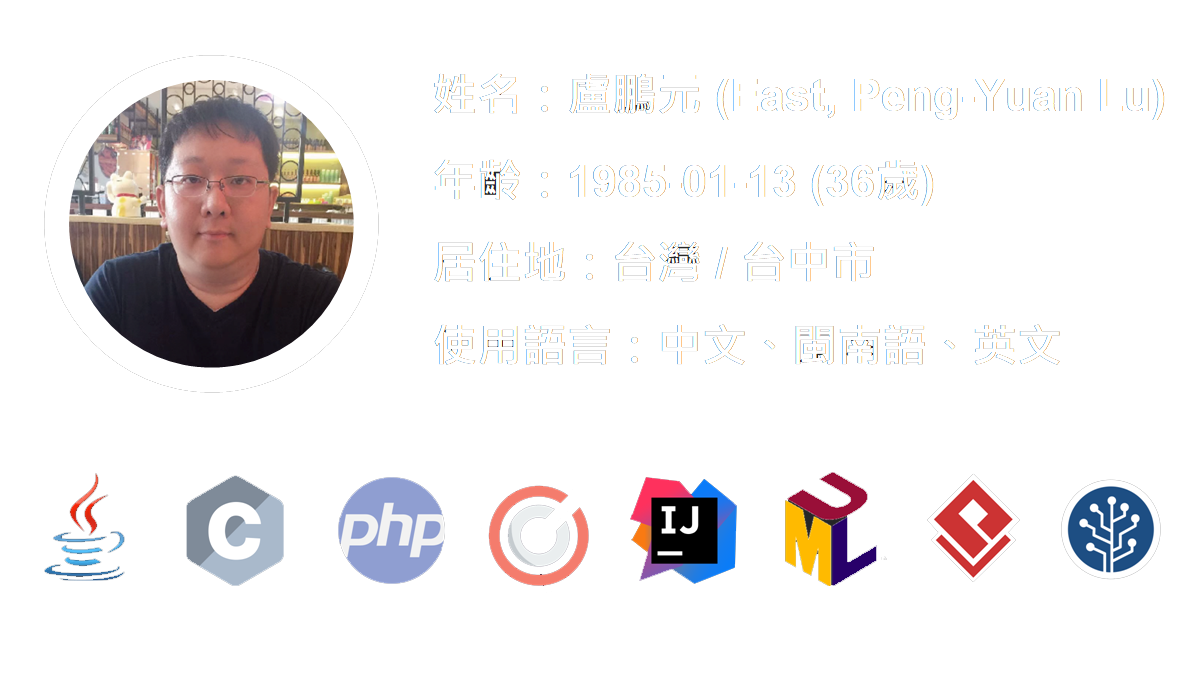 姓名：盧鵬元 (East, Peng-Yuan Lu)
年齡：1985-01-13 (36歲)
居住地：台灣 / 台中市
使用語言：中文、閩南語、英文
C php IJ UML